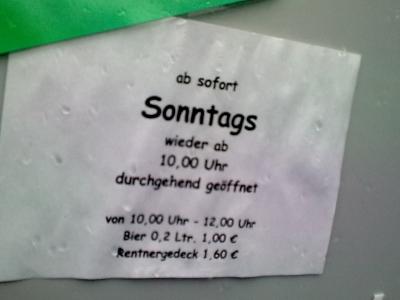 ab sofort
Sonntags
wieder ab
10,00 Uhr
durchgehend geöffnet
von 10,00 Uhr - 12,00 Uhr
Bier 0,2 Ltr. 1,00 €
Rentnergedeck 1,60 €